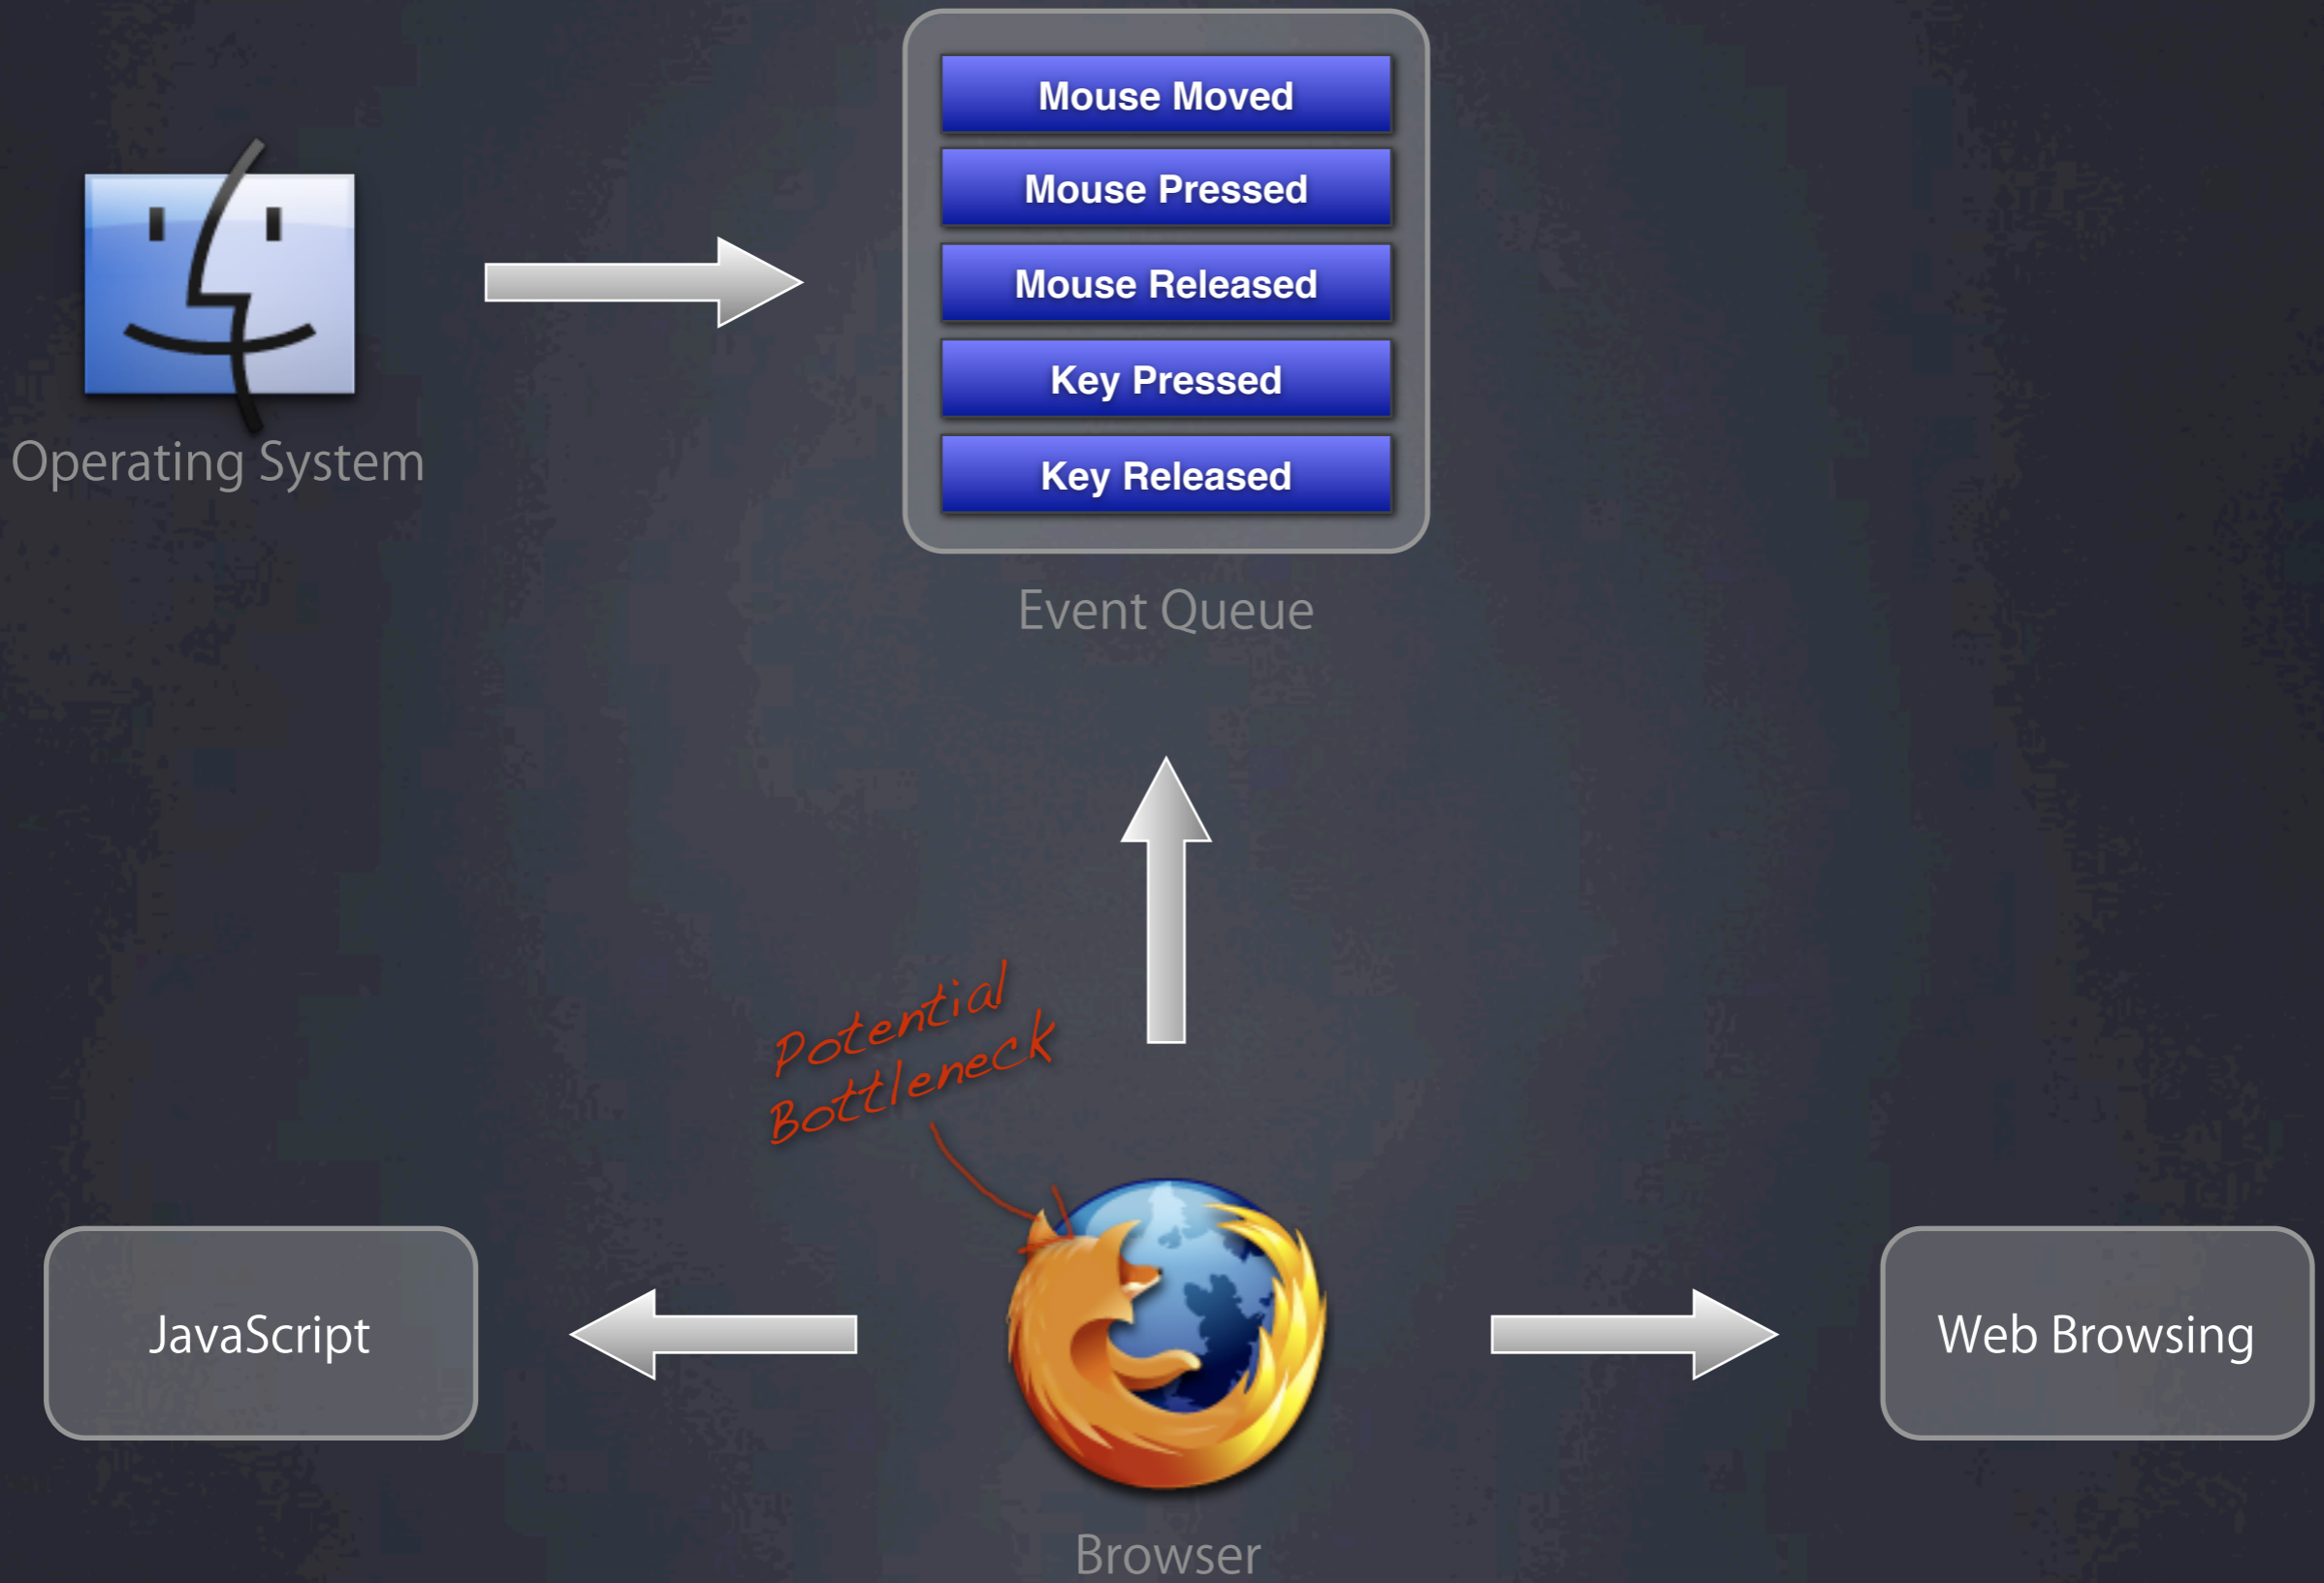 Mouse Moved
Mouse Pressed
Mouse Released
Key Pressed
Key Released
Operating System
Event Queue
Potential
Bottleneck
JavaScript
Web Browsing
Browser